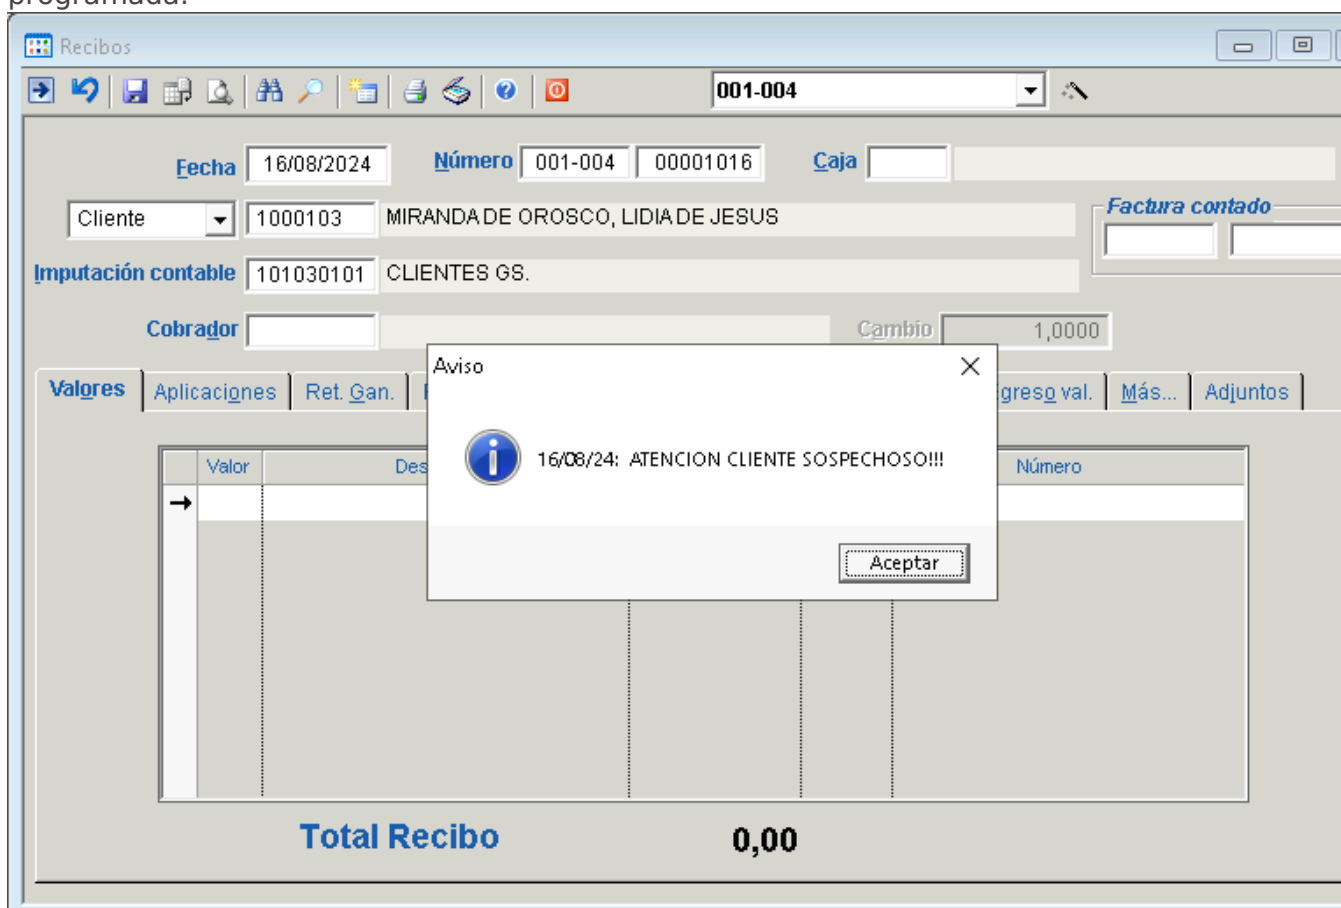 programada.
Recibos
001-004
Fecha 16/08/2024 Número 001-004 00001016 Caja
Cliente 1000103 MIRANDA DE OROSCO, LIDIA DE JESUS
Factura contado
Imputación contable 101030101 CLIENTES GS.
Cobrador Cambio 1,0000
Aviso
Valores Aplicaciones Ret. Gan. greso val. Más... Adjuntos
16/08/24: ATENCION CLIENTE SOSPECHOSO!!!
Valor Des Número
Aceptar
Total Recibo 0,00